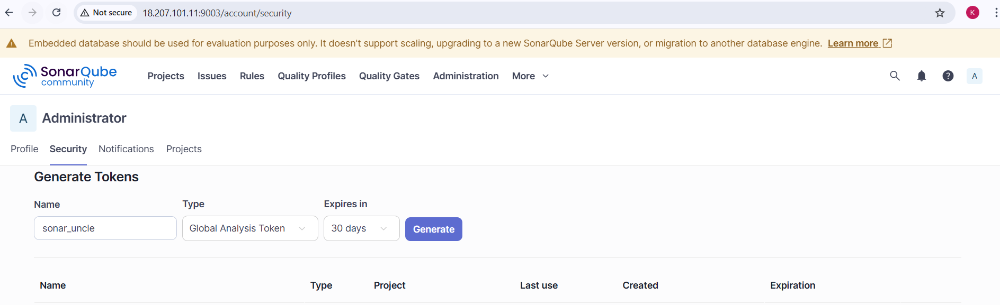 Not secure 18.207.101.11:9003/account/security K
Embedded database should be used for evaluation purposes only. It doesn't support scaling, upgrading to a new SonarQube Server version, or migration to another database engine. Learn more
SonarQube community Projects Issues Rules Quality Profiles Quality Gates Administration More ? A
A Administrator
Profile Security Notifications Projects
Generate Tokens
Name Type Expires in
sonar_uncle Global Analysis Token 30 days Generate
Name Type Project Last use Created Expiration